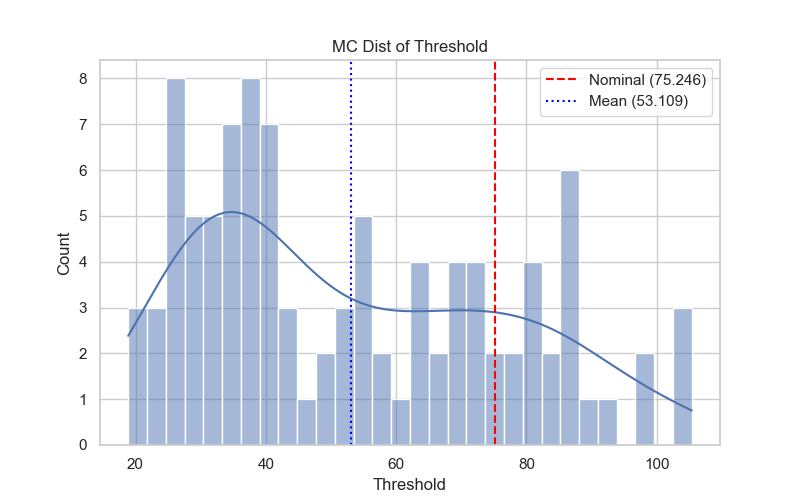 MC Dist of Threshold
Nominal (75.246)
Mean (53.109)
Count
8
7
6
5
4
3
2
1
0
20 40 60 80 100
Threshold